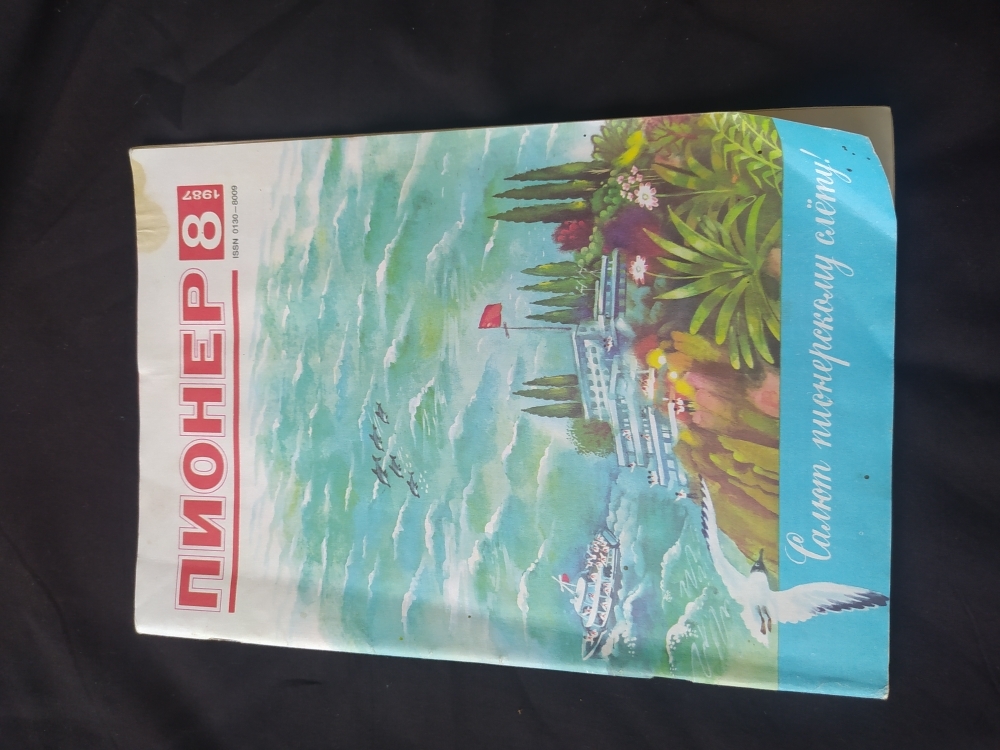 ПИОНЕР 8
1987
ISSN 0130—8009
Салют пионерскому слёту!